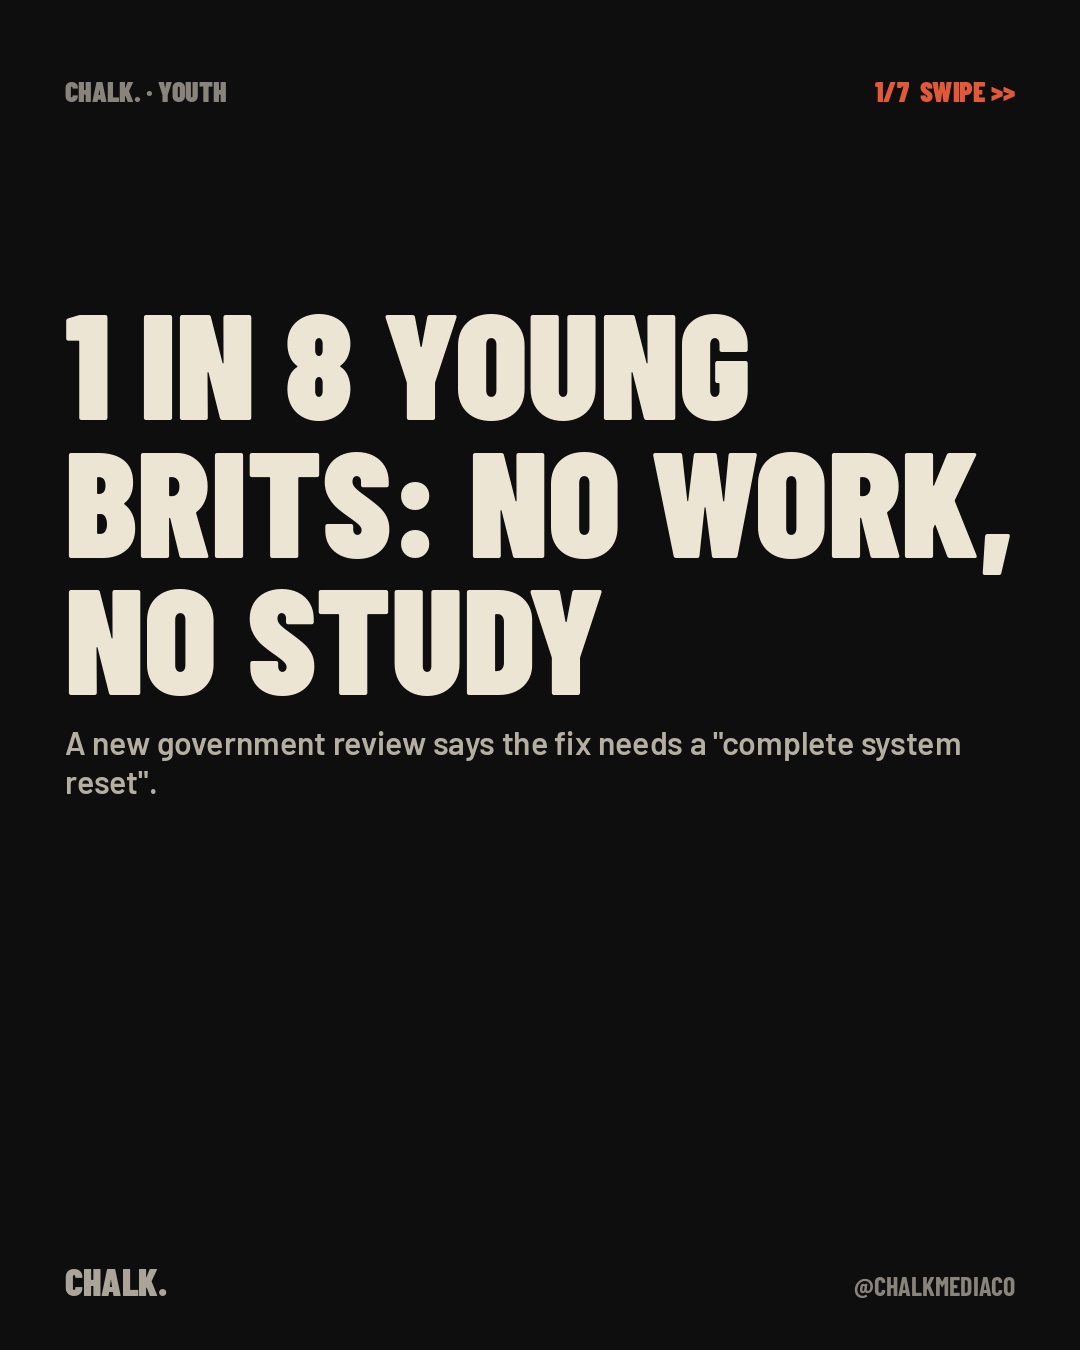 CHALK. · YOUTH
1/7 SWIPE >>
1 IN 8 YOUNG
BRITS: NO WORK,
NO STUDY
A new government review says the fix needs a "complete system
reset".
CHALK.
@CHALKMEDIACO